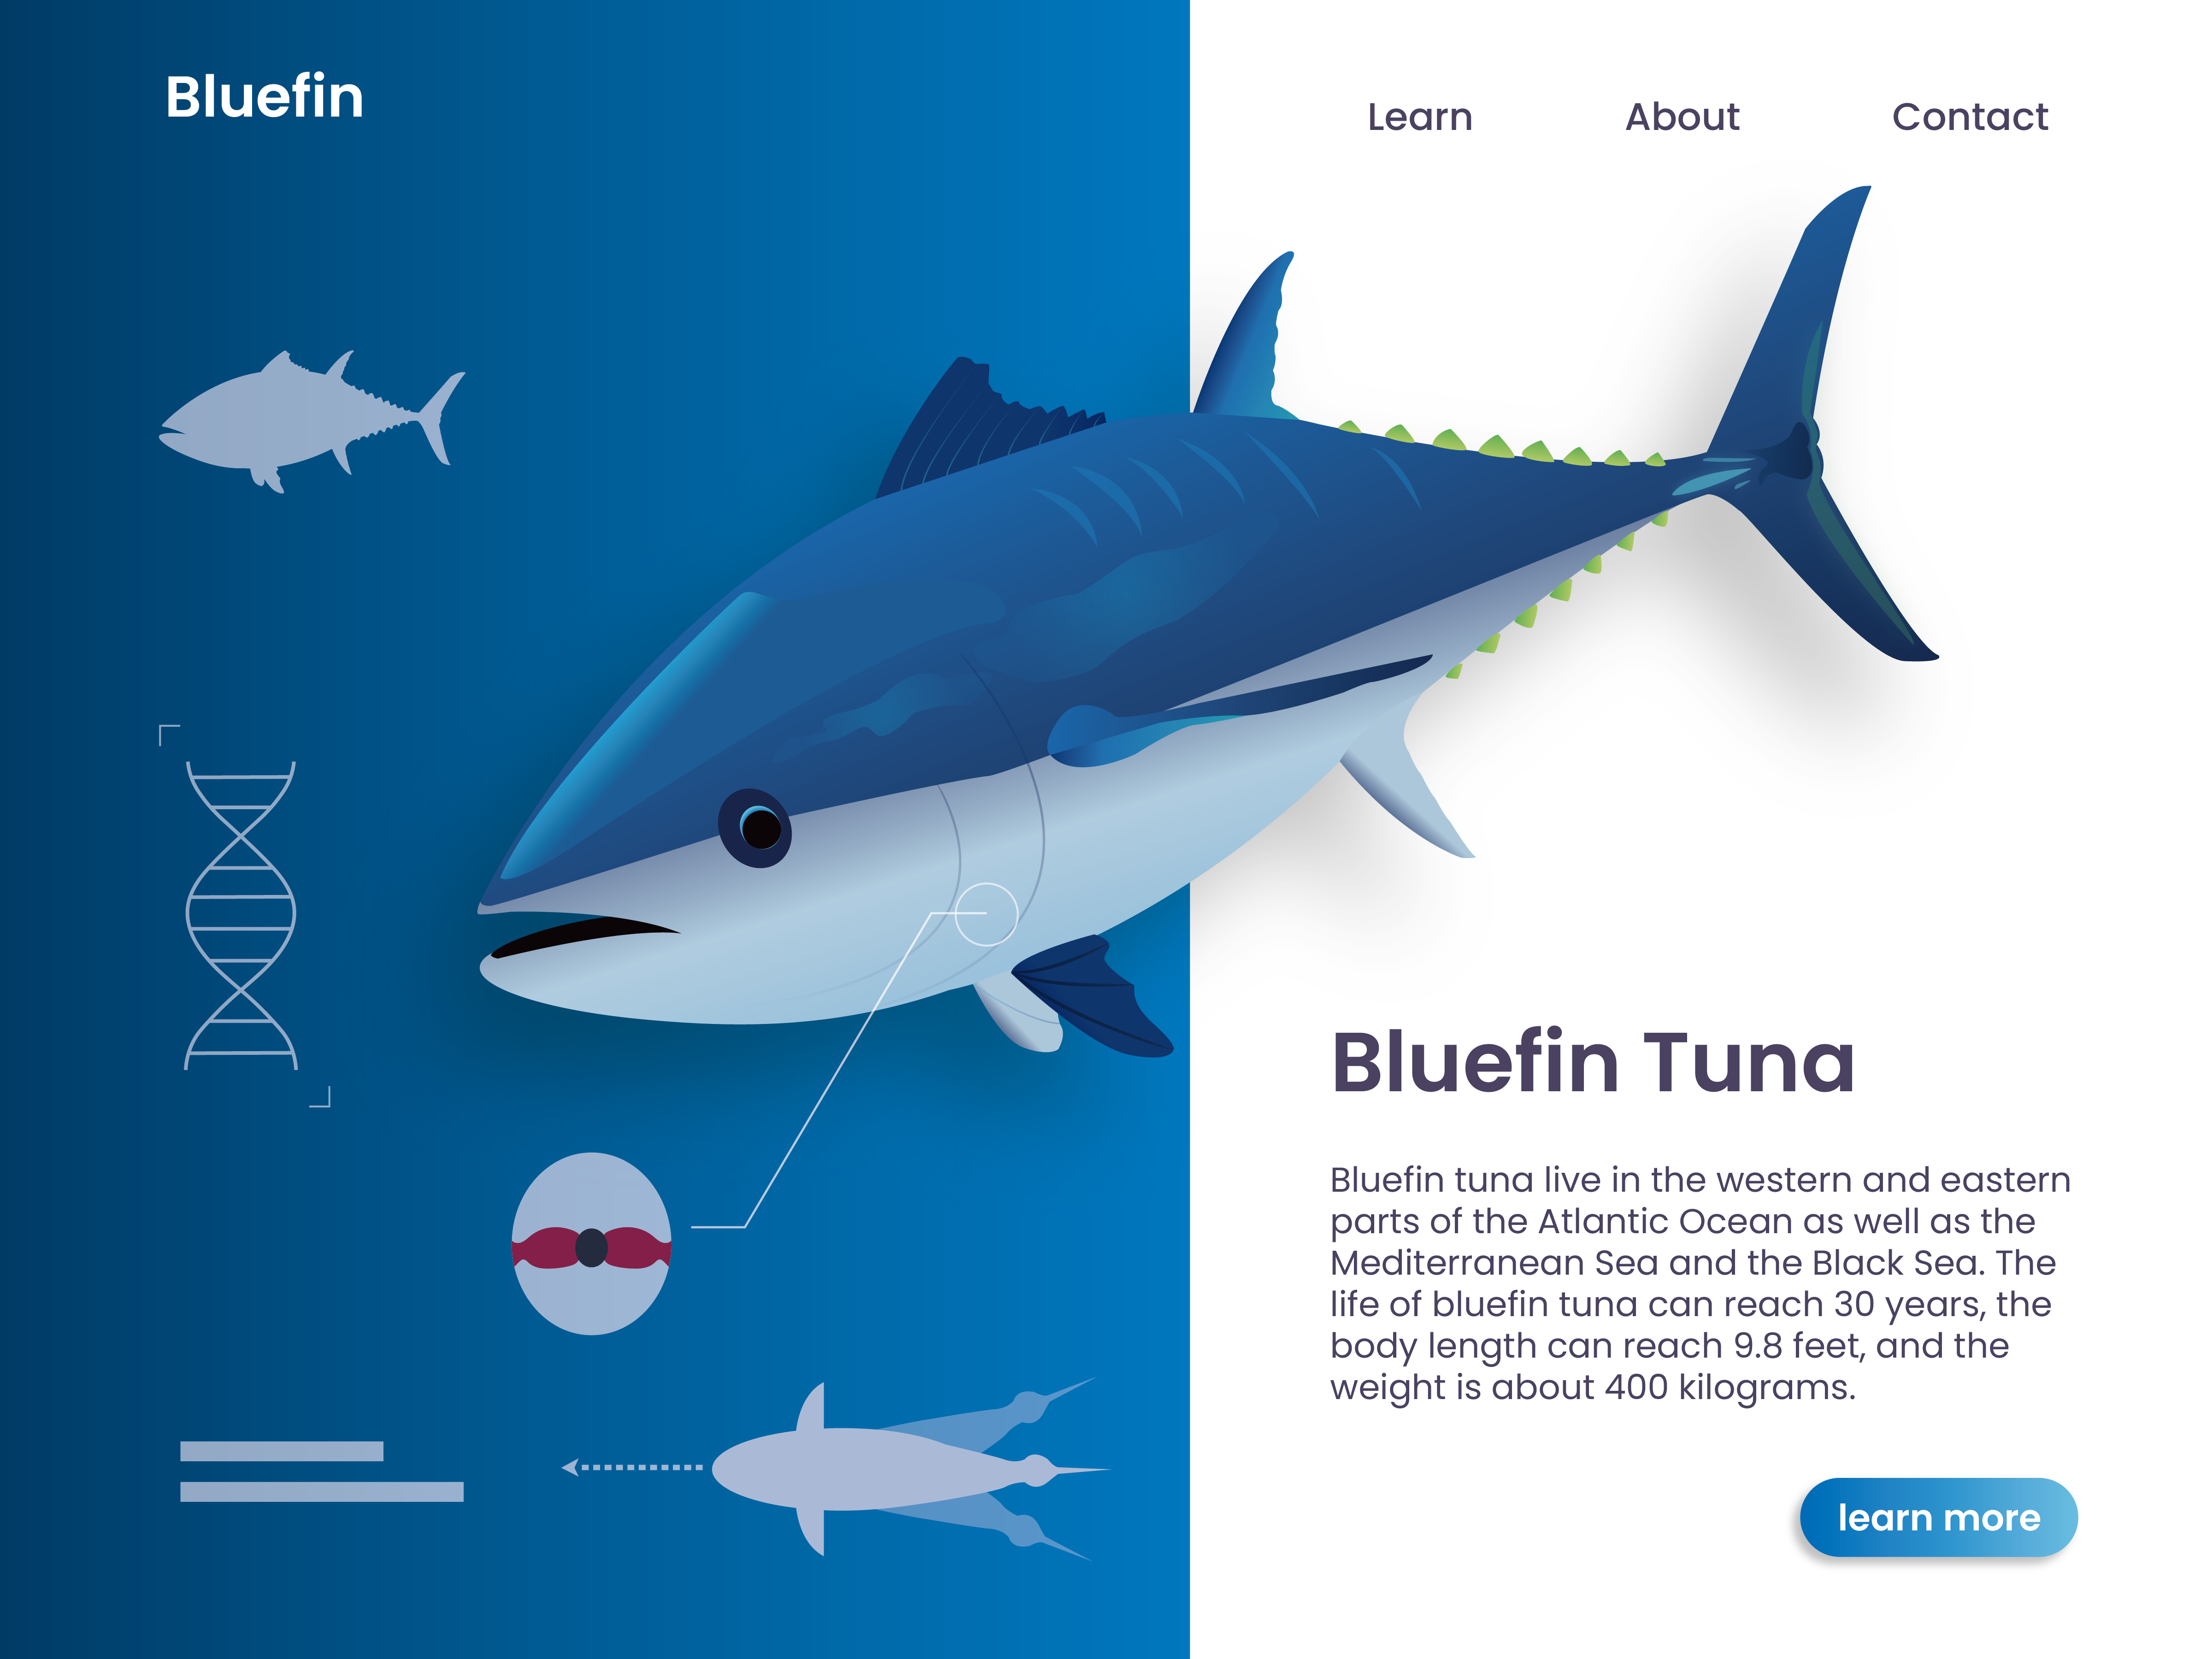 Bluefin
Learn About Contact
Bluefin Tuna
Bluefin tuna live in the western and eastern
parts of the Atlantic Ocean as well as the
Mediterranean Sea and the Black Sea. The
life of bluefin tuna can reach 30 years, the
body length can reach 9.8 feet, and the
weight is about 400 kilograms.
learn more